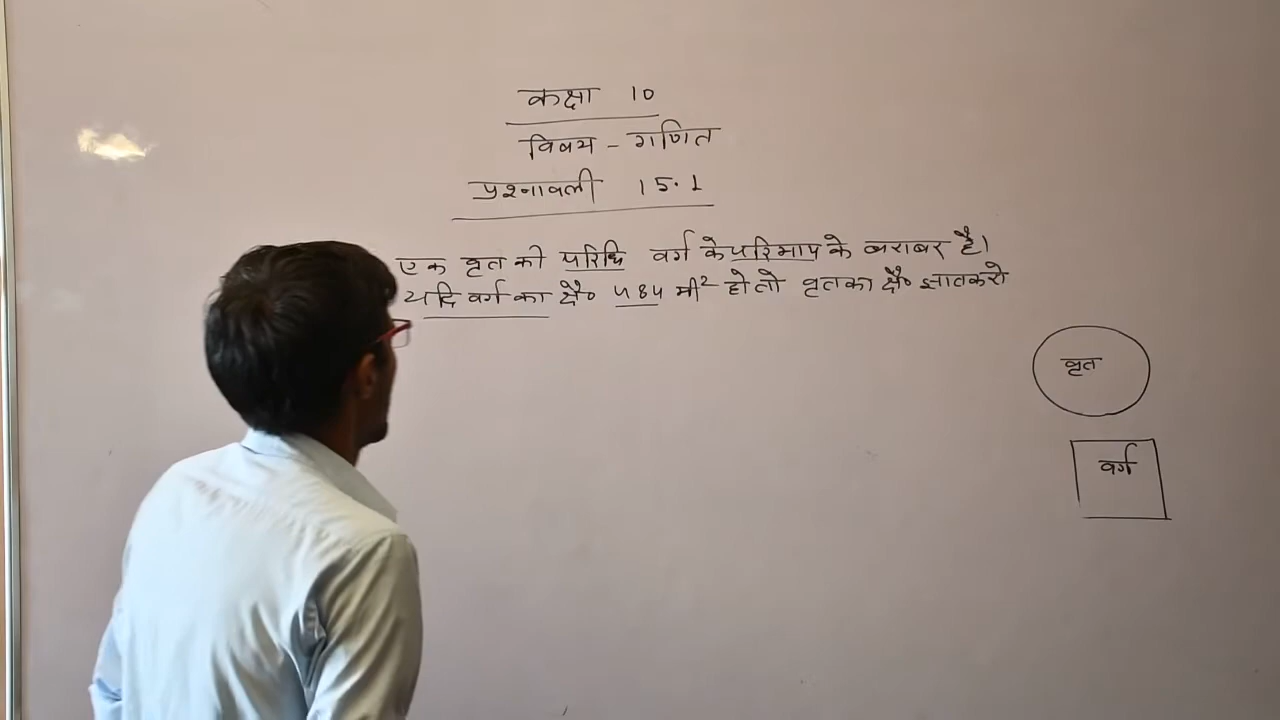 कक्षा 10
विषय - गणित
प्रश्नावली 15.1
एक वृत की परिधि वर्ग के परिमाप के बराबर है।
यदि वर्ग का क्षै० 484 मी² हो तो वृत का क्षै० ज्ञात करो
वृत
वर्ग